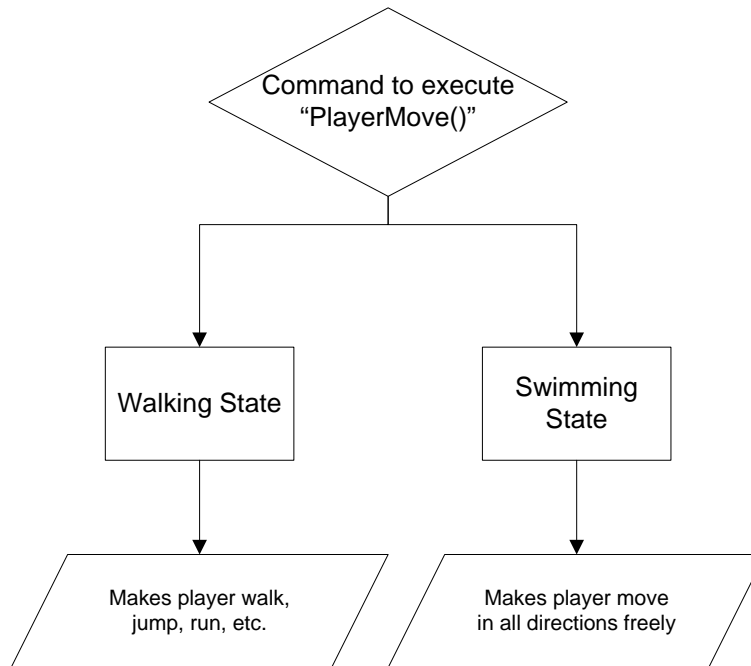 Command to execute
“PlayerMove()”
Walking State
Swimming
State
Makes player walk,
jump, run, etc.
Makes player move
in all directions freely